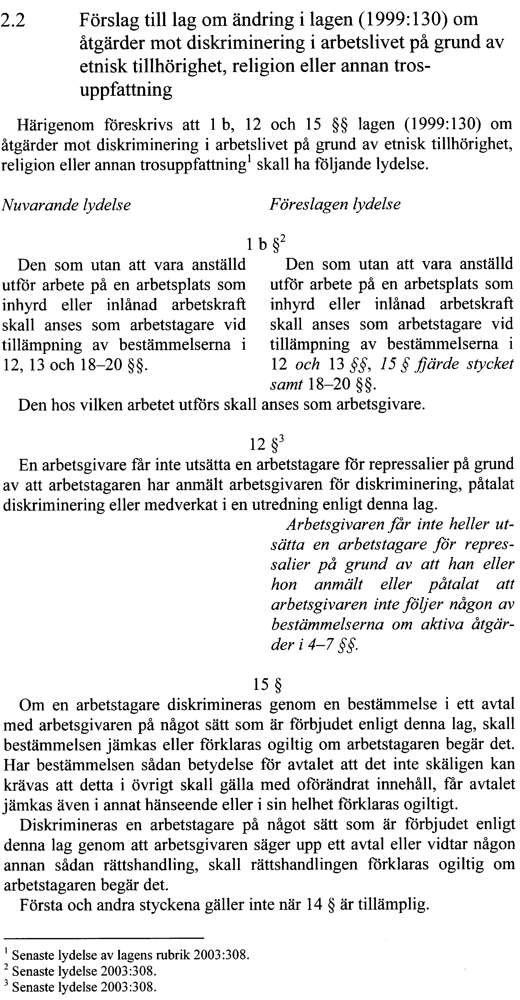 2.2 Förslag till lag om ändring i lagen (1999:130) om
åtgärder mot diskriminering i arbetslivet på grund av
etnisk tillhörighet, religion eller annan tros-
uppfattning
Härigenom föreskrivs att 1 b, 12 och 15 §§ lagen (1999:130) om
åtgärder mot diskriminering i arbetslivet på grund av etnisk tillhörighet,
religion eller annan trosuppfattning¹ skall ha följande lydelse.
Nuvarande lydelse
Föreslagen lydelse
1 b §²
Den som utan att vara anställd
utför arbete på en arbetsplats som
inhyrd eller inlånad arbetskraft
skall anses som arbetstagare vid
tillämpning av bestämmelserna i
12, 13 och 18–20 §§.
Den som utan att vara anställd
utför arbete på en arbetsplats som
inhyrd eller inlånad arbetskraft
skall anses som arbetstagare vid
tillämpning av bestämmelserna i
12 och 13 §§, 15 § fjärde stycket
samt 18–20 §§.
Den hos vilken arbetet utförs skall anses som arbetsgivare.
12 §³
En arbetsgivare får inte utsätta en arbetstagare för repressalier på grund
av att arbetstagaren har anmält arbetsgivaren för diskriminering, påtalat
diskriminering eller medverkat i en utredning enligt denna lag.
Arbetsgivaren får inte heller ut-
sätta en arbetstagare för repres-
salier på grund av att han eller
hon anmält eller påtalat att
arbetsgivaren inte följer någon av
bestämmelserna om aktiva åtgär-
der i 4–7 §§.
15 §
Om en arbetstagare diskrimineras genom en bestämmelse i ett avtal
med arbetsgivaren på något sätt som är förbjudet enligt denna lag, skall
bestämmelsen jämkas eller förklaras ogiltig om arbetstagaren begär det.
Har bestämmelsen sådan betydelse för avtalet att det inte skäligen kan
krävas att detta i övrigt skall gälla med oförändrat innehåll, får avtalet
jämkas även i annat hänseende eller i sin helhet förklaras ogiltigt.
Diskrimineras en arbetstagare på något sätt som är förbjudet enligt
denna lag genom att arbetsgivaren säger upp ett avtal eller vidtar någon
annan sådan rättshandling, skall rättshandlingen förklaras ogiltig om
arbetstagaren begär det.
Första och andra styckena gäller inte när 14 § är tillämplig.
¹ Senaste lydelse av lagens rubrik 2003:308.
² Senaste lydelse 2003:308.
³ Senaste lydelse 2003:308.